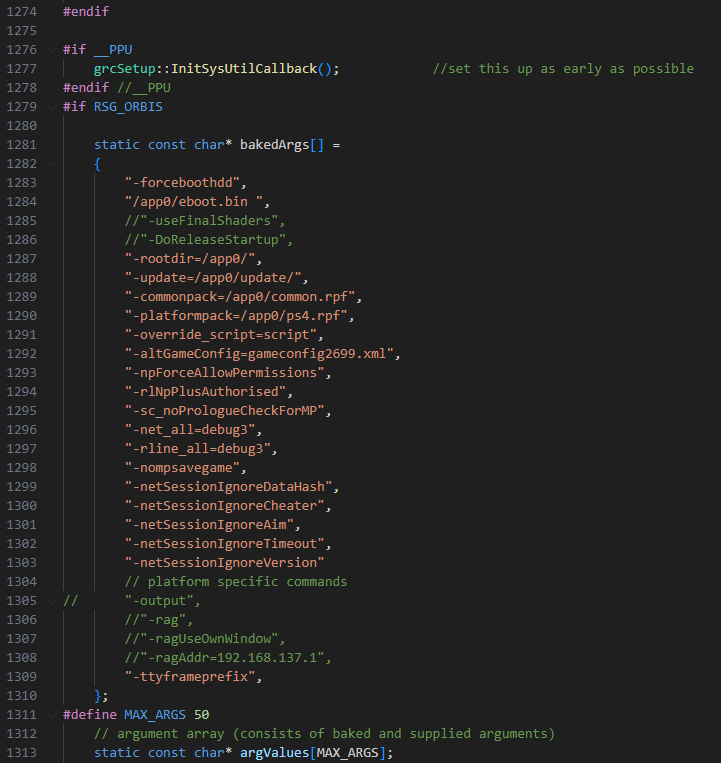 1274 #endif
1275
1276 #if __PPU
1277 grcSetup::InitSysUtilCallback(); //set this up as early as possible
1278 #endif //__PPU
1279 #if RSG_ORBIS
1280
1281 static const char* bakedArgs[] =
1282 {
1283 "-forceboothdd",
1284 "/app0/eboot.bin ",
1285 //"-useFinalShaders",
1286 //"-DoReleaseStartup",
1287 "-rootdir=/app0/",
1288 "-update=/app0/update/",
1289 "-commonpack=/app0/common.rpf",
1290 "-platformpack=/app0/ps4.rpf",
1291 "-override_script=script",
1292 "-altGameConfig=gameconfig2699.xml",
1293 "-npForceAllowPermissions",
1294 "-rlNpPlusAuthorised",
1295 "-sc_noPrologueCheckForMP",
1296 "-net_all=debug3",
1297 "-rline_all=debug3",
1298 "-nompsavegame",
1299 "-netSessionIgnoreDataHash",
1300 "-netSessionIgnoreCheater",
1301 "-netSessionIgnoreAim",
1302 "-netSessionIgnoreTimeout",
1303 "-netSessionIgnoreVersion"
1304 // platform specific commands
1305 // "-output",
1306 //"-rag",
1307 //"-ragUseOwnWindow",
1308 //"-ragAddr=192.168.137.1",
1309 "-ttyframeprefix",
1310 };
1311 #define MAX_ARGS 50
1312 // argument array (consists of baked and supplied arguments)
1313 static const char* argValues[MAX_ARGS];